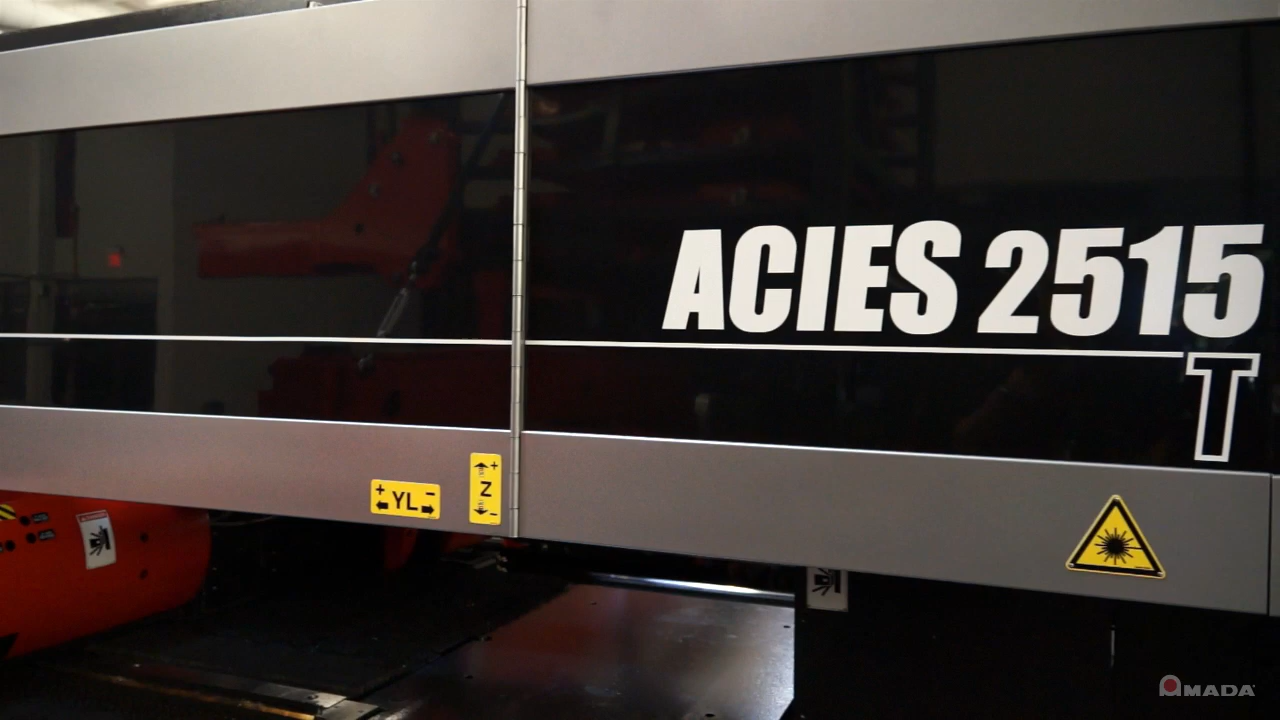 ACIES 2515
T
+ YL -
+ Z -
AMADA